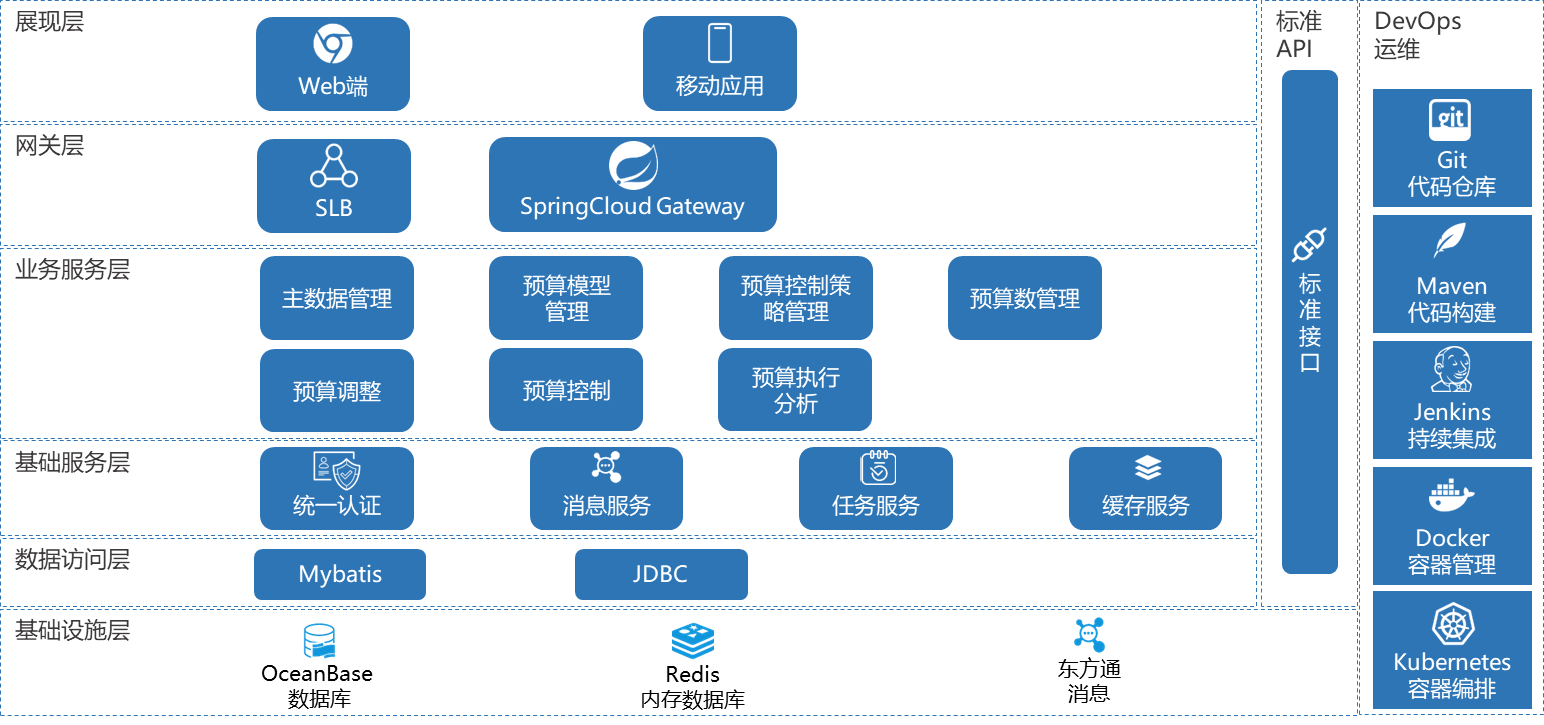 展现层
Web端
移动应用
网关层
SLB
SpringCloud Gateway
业务服务层
主数据管理
预算模型
管理
预算控制策
略管理
预算数管理
预算调整
预算控制
预算执行
分析
基础服务层
统一认证
消息服务
任务服务
缓存服务
数据访问层
Mybatis
JDBC
基础设施层
OceanBase
数据库
Redis
内存数据库
东方通
消息
标准
API
标
准
接
口
DevOps
运维
git
Git
代码仓库
Maven
代码构建
Jenkins
持续集成
Docker
容器管理
Kubernetes
容器编排